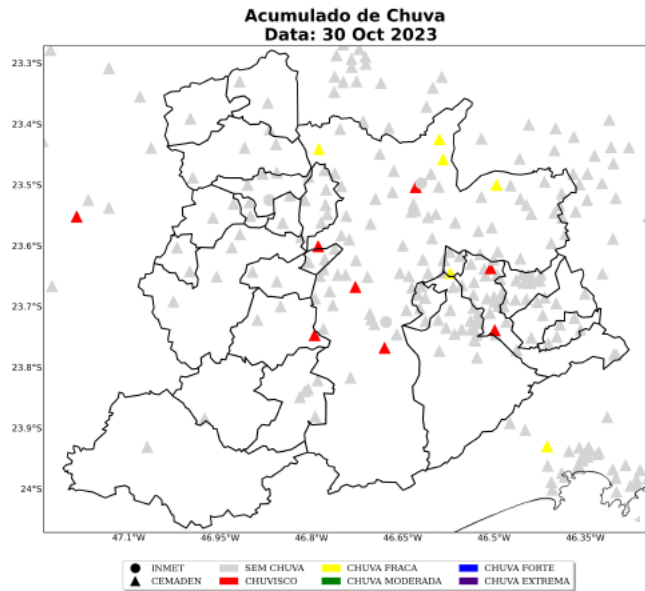 Acumulado de Chuva
Data: 30 Oct 2023
23.3°S
23.4°S
23.5°S
23.6°S
23.7°S
23.8°S
23.9°S
24°S
47.1°W
46.95°W
46.8°W
46.65°W
46.5°W
46.35°W
INMET
SEM CHUVA
CHUVA FRACA
CHUVA FORTE
CEMADEN
CHUVISCO
CHUVA MODERADA
CHUVA EXTREMA